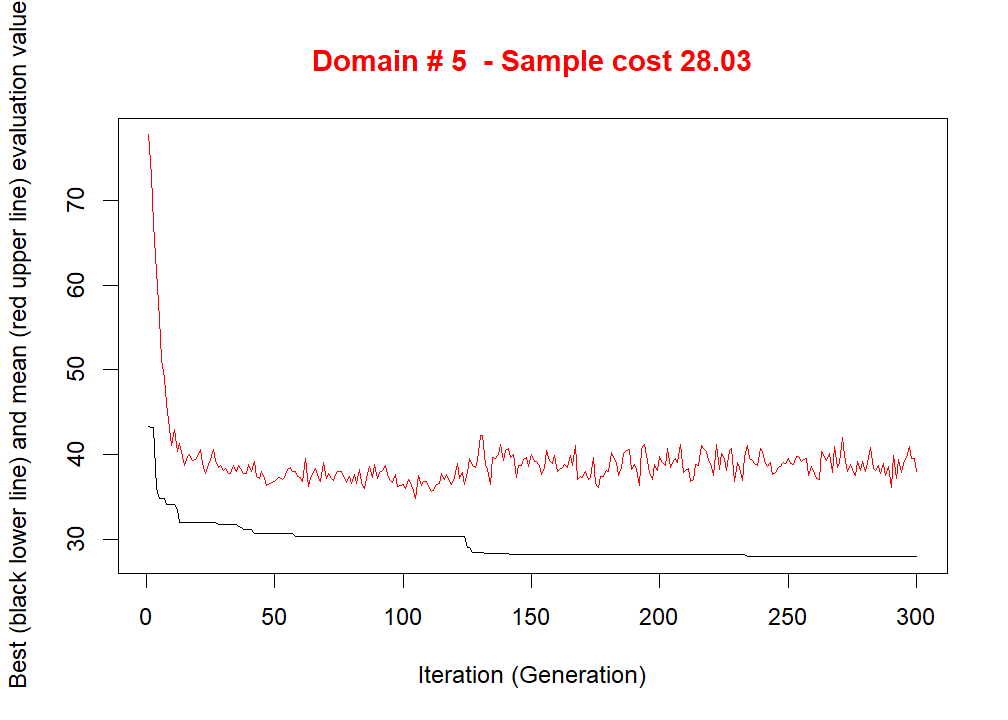 Domain # 5  - Sample cost 28.03
Best (black lower line) and mean (red upper line) evaluation value
70
60
50
40
30
0 50 100 150 200 250 300
Iteration (Generation)